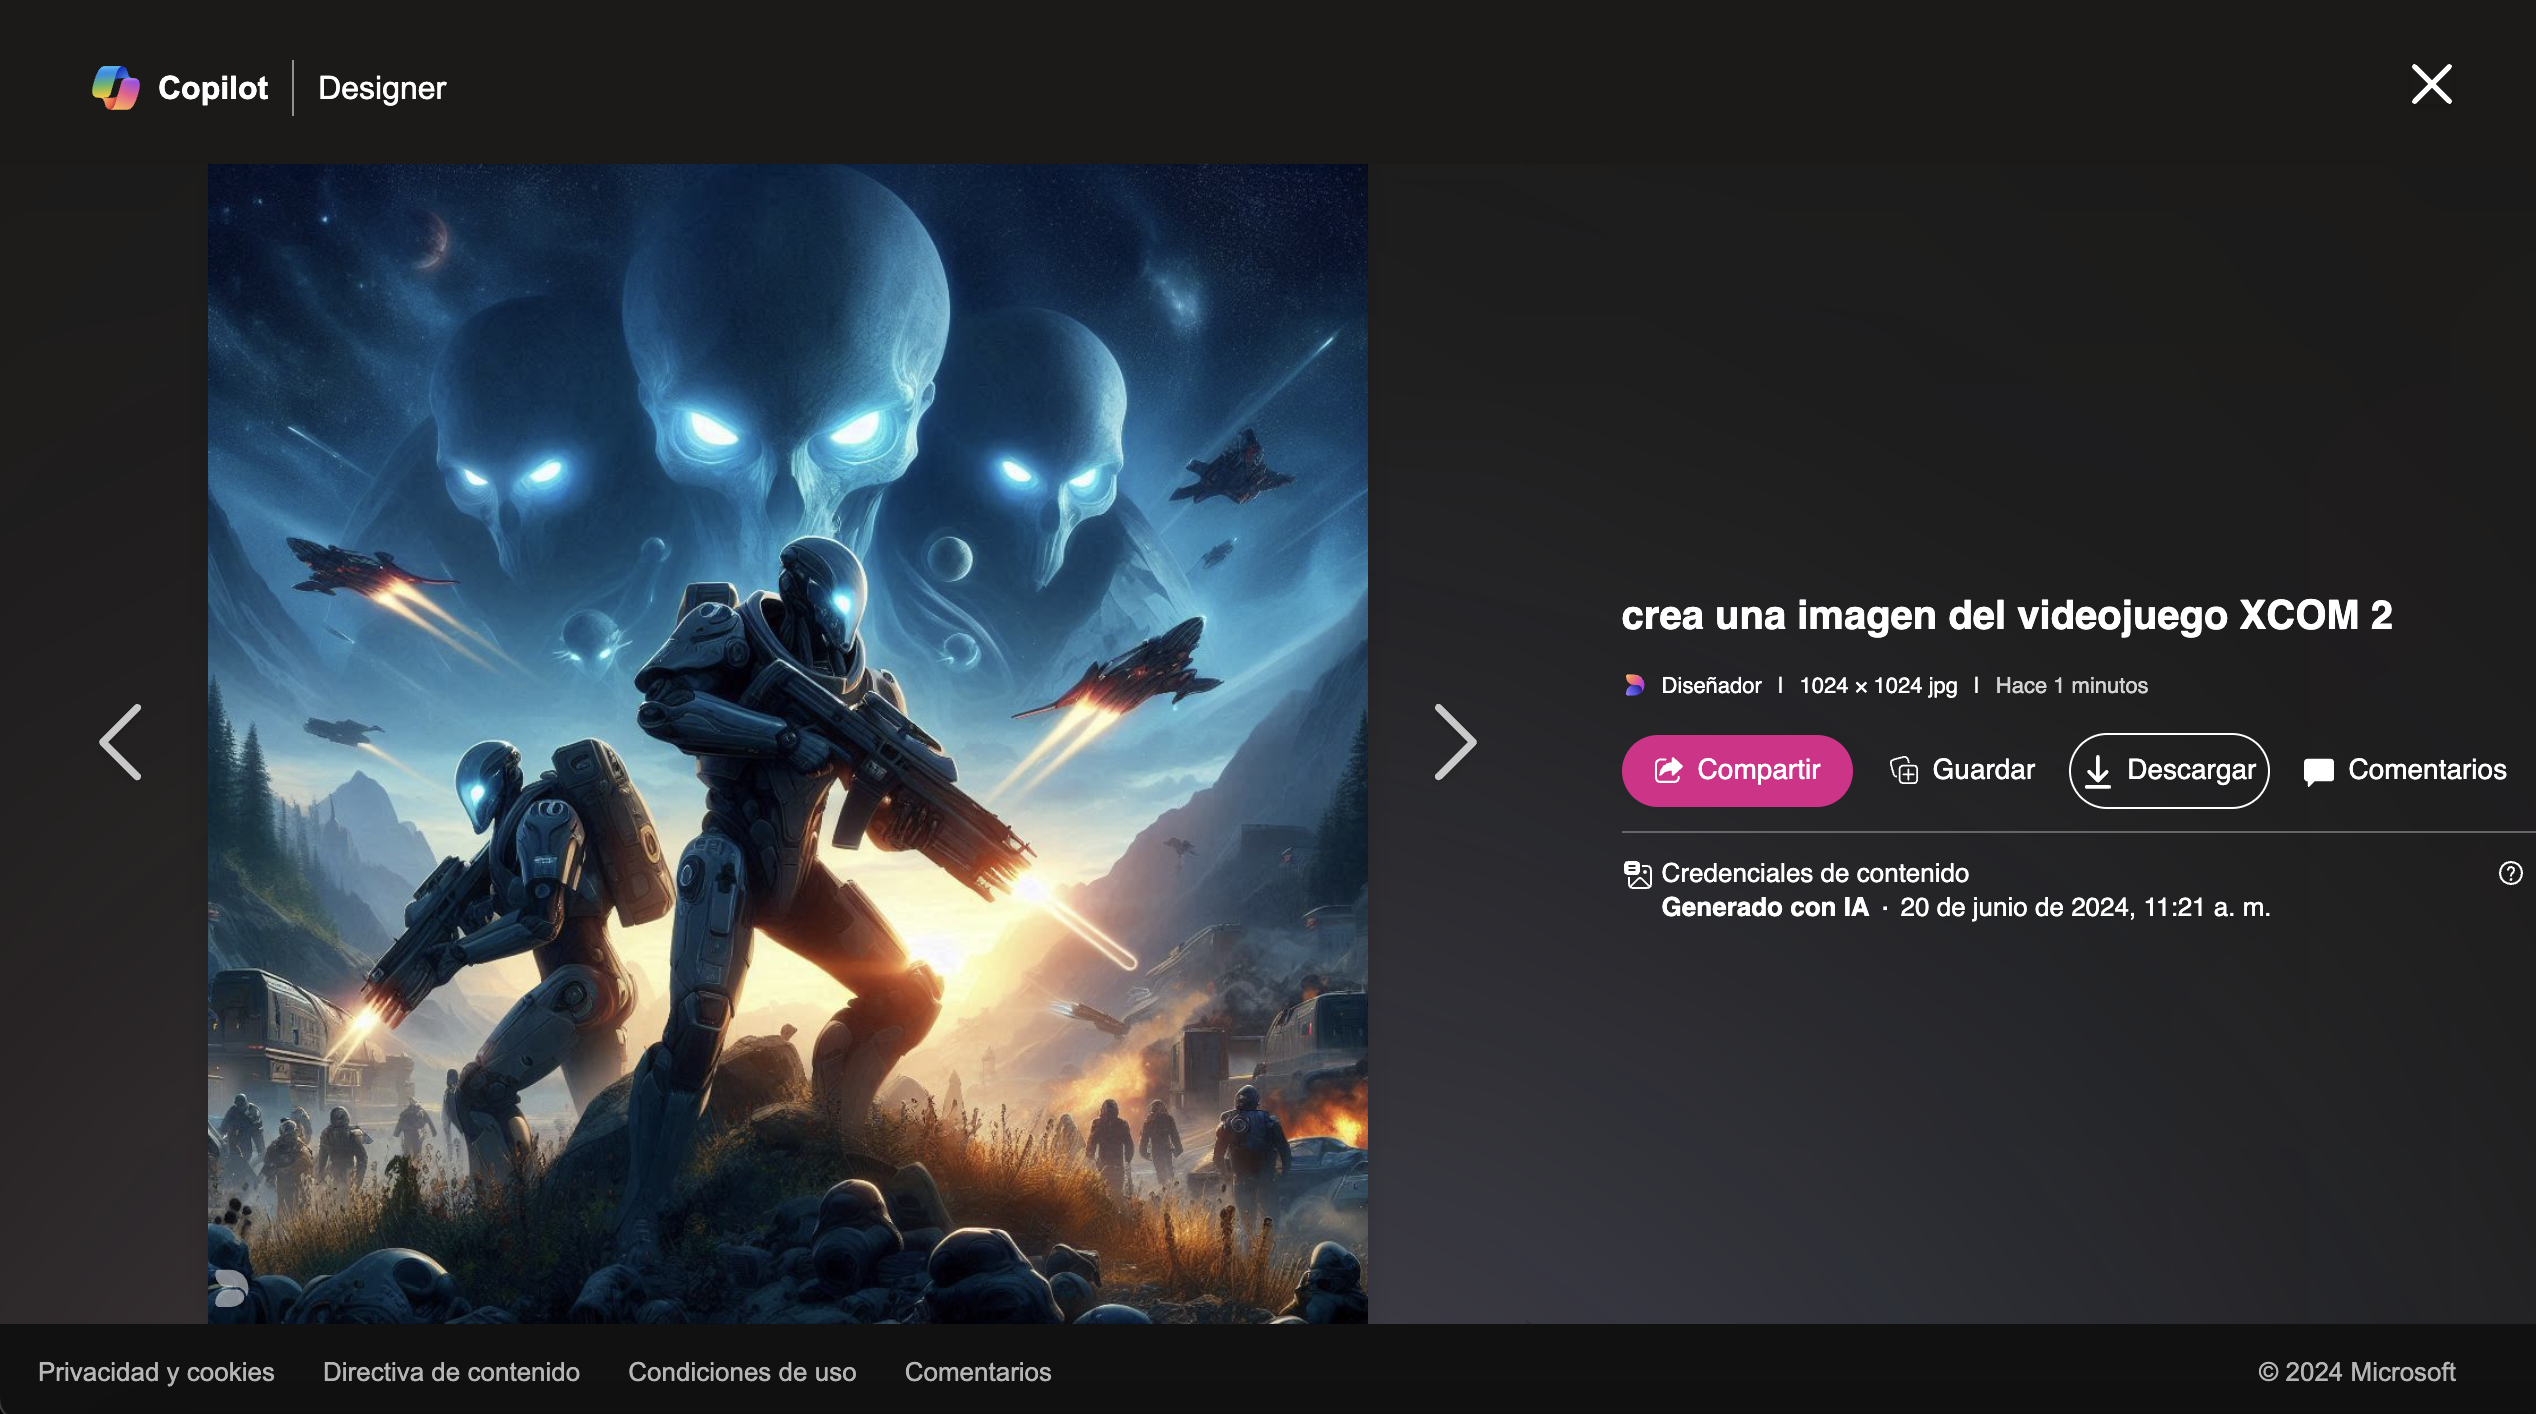 Copilot | Designer
crea una imagen del videojuego XCOM 2
Diseñador | 1024 × 1024 jpg | Hace 1 minutos
Compartir Guardar Descargar Comentarios
Credenciales de contenido
Generado con IA · 20 de junio de 2024, 11:21 a. m.
Privacidad y cookies Directiva de contenido Condiciones de uso Comentarios © 2024 Microsoft